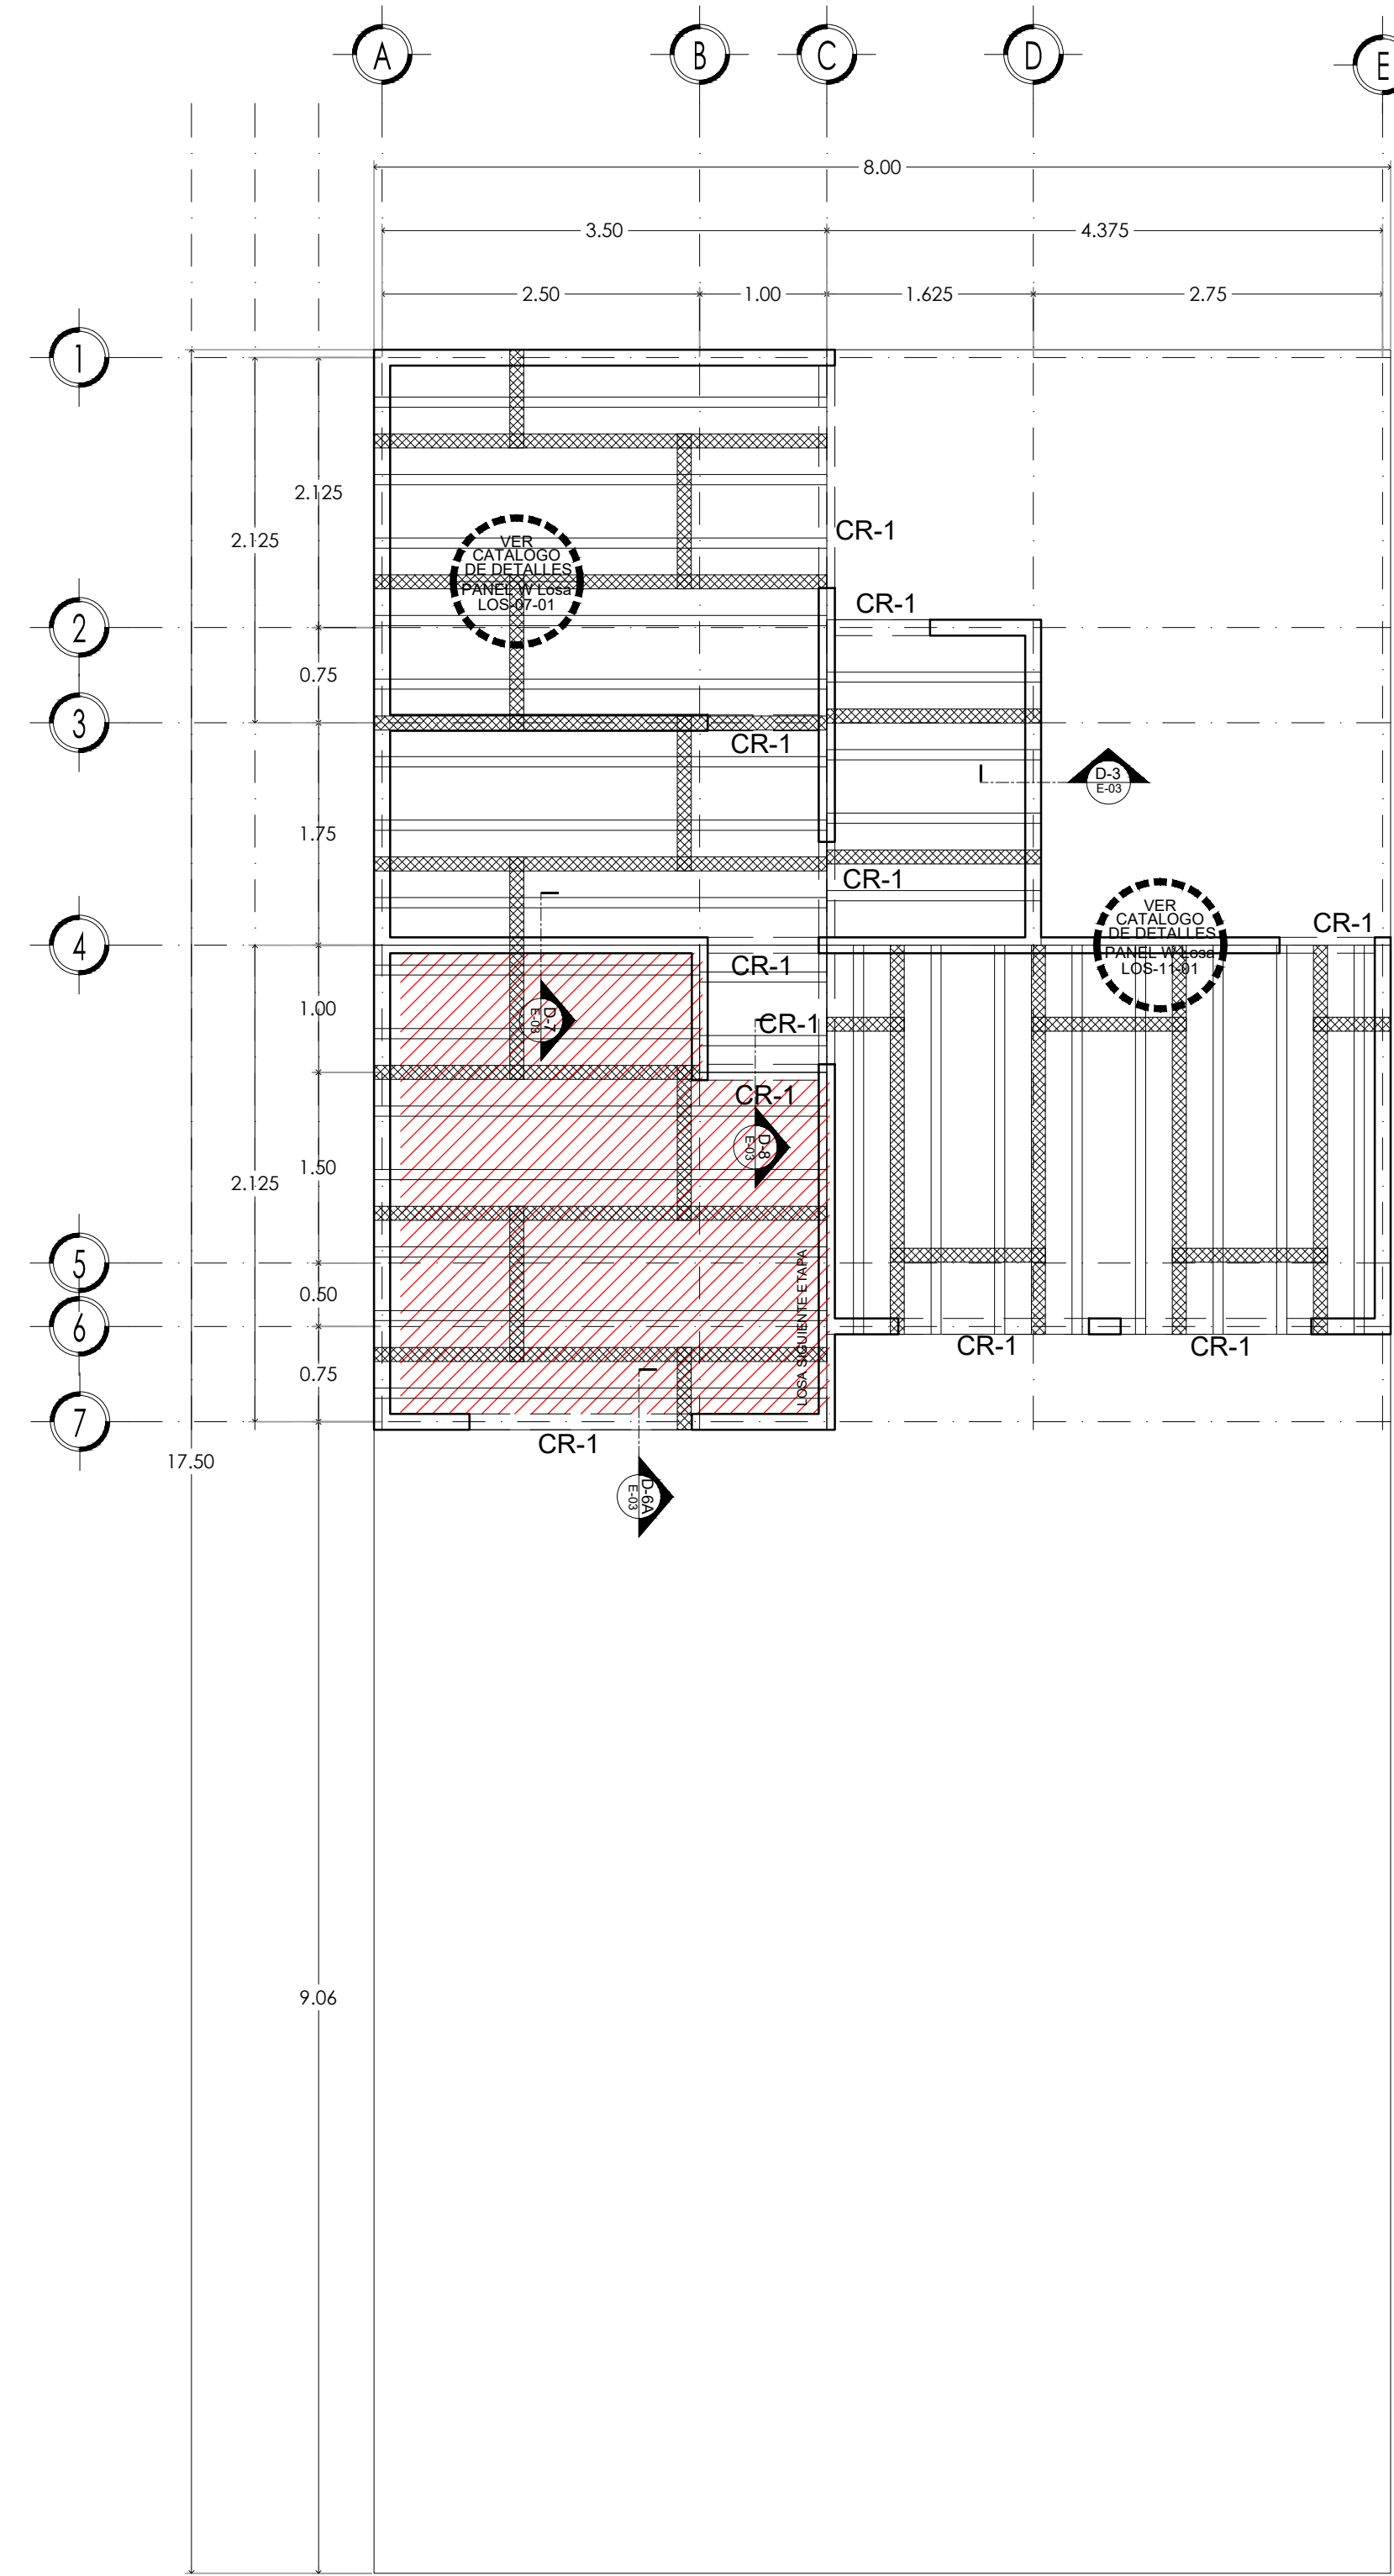 A
B
C
D
E
8.00
3.50
4.375
2.50
1.00
1.625
2.75
1
2.125
2.125
CR-1
VER
CATALOGO
DE DETALLES
PANEL W Losa
LOS-07-01
CR-1
2
0.75
3
CR-1
D-3
E-03
1.75
CR-1
VER
CATALOGO
DE DETALLES
PANEL W Losa
LOS-11-01
CR-1
4
CR-1
1.00
D-7
E-03
CR-1
CR-1
D-8
E-03
1.50
2.125
5
0.50
LOSA SIGUIENTE ETAPA
6
CR-1
CR-1
0.75
7
CR-1
17.50
D-6A
E-03
9.06